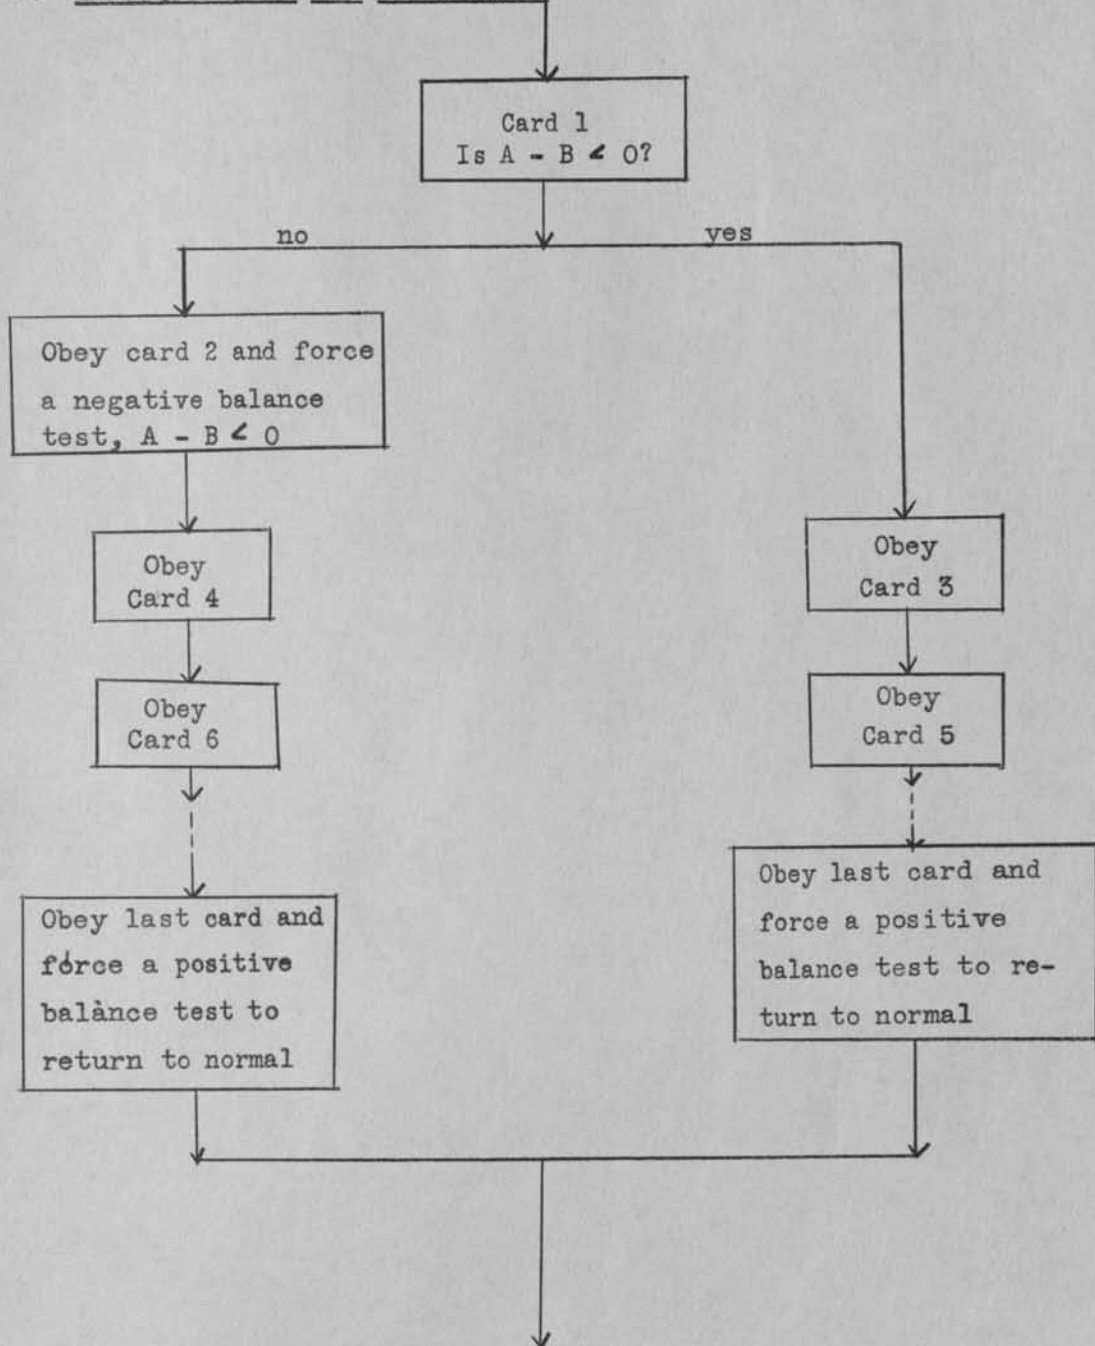 Card 1
Is A - B < 0?
no
yes
Obey card 2 and force
a negative balance
test, A - B < 0
Obey
Card 4
Obey
Card 3
Obey
Card 6
Obey
Card 5
Obey last card and
force a positive
balance test to
return to normal
Obey last card and
force a positive
balance test to re-
turn to normal